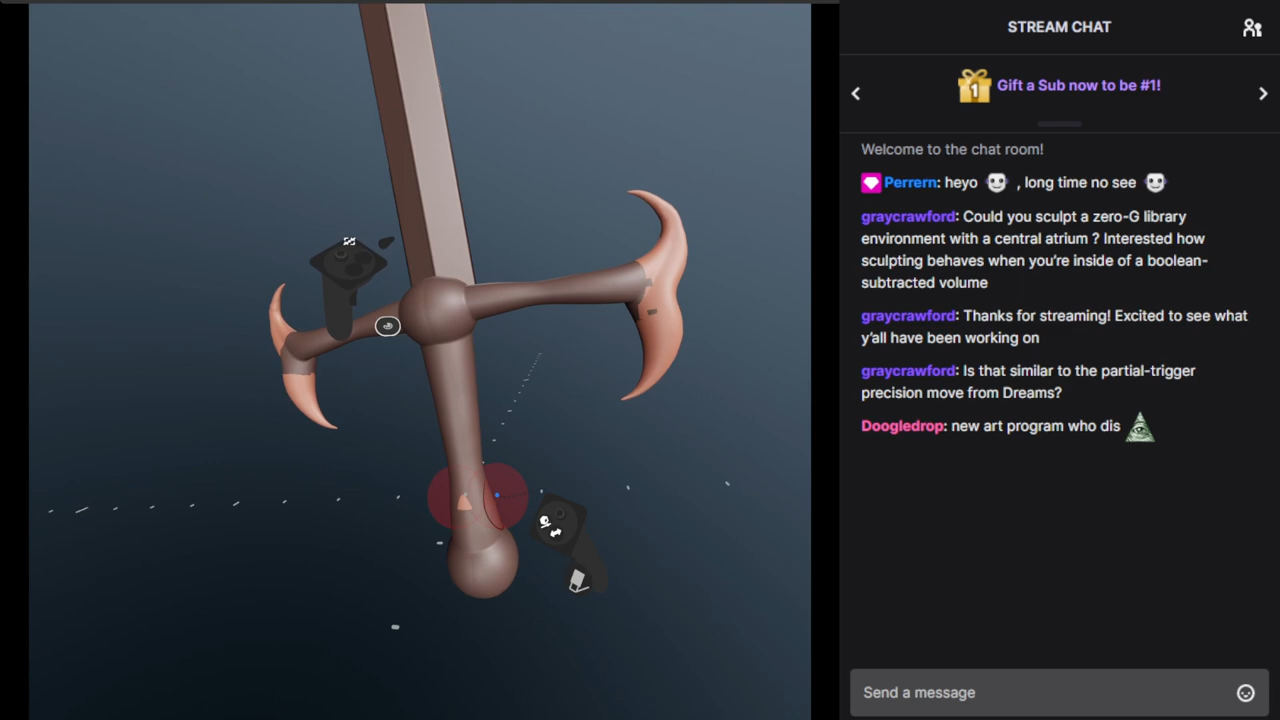 STREAM CHAT
1
Gift a Sub now to be #1!
Welcome to the chat room!
Perrern: heyo , long time no see
graycrawford: Could you sculpt a zero-G library
environment with a central atrium ? Interested how
sculpting behaves when you're inside of a boolean-
subtracted volume
graycrawford: Thanks for streaming! Excited to see what
y'all have been working on
graycrawford: Is that similar to the partial-trigger
precision move from Dreams?
Doogledrop: new art program who dis
Send a message